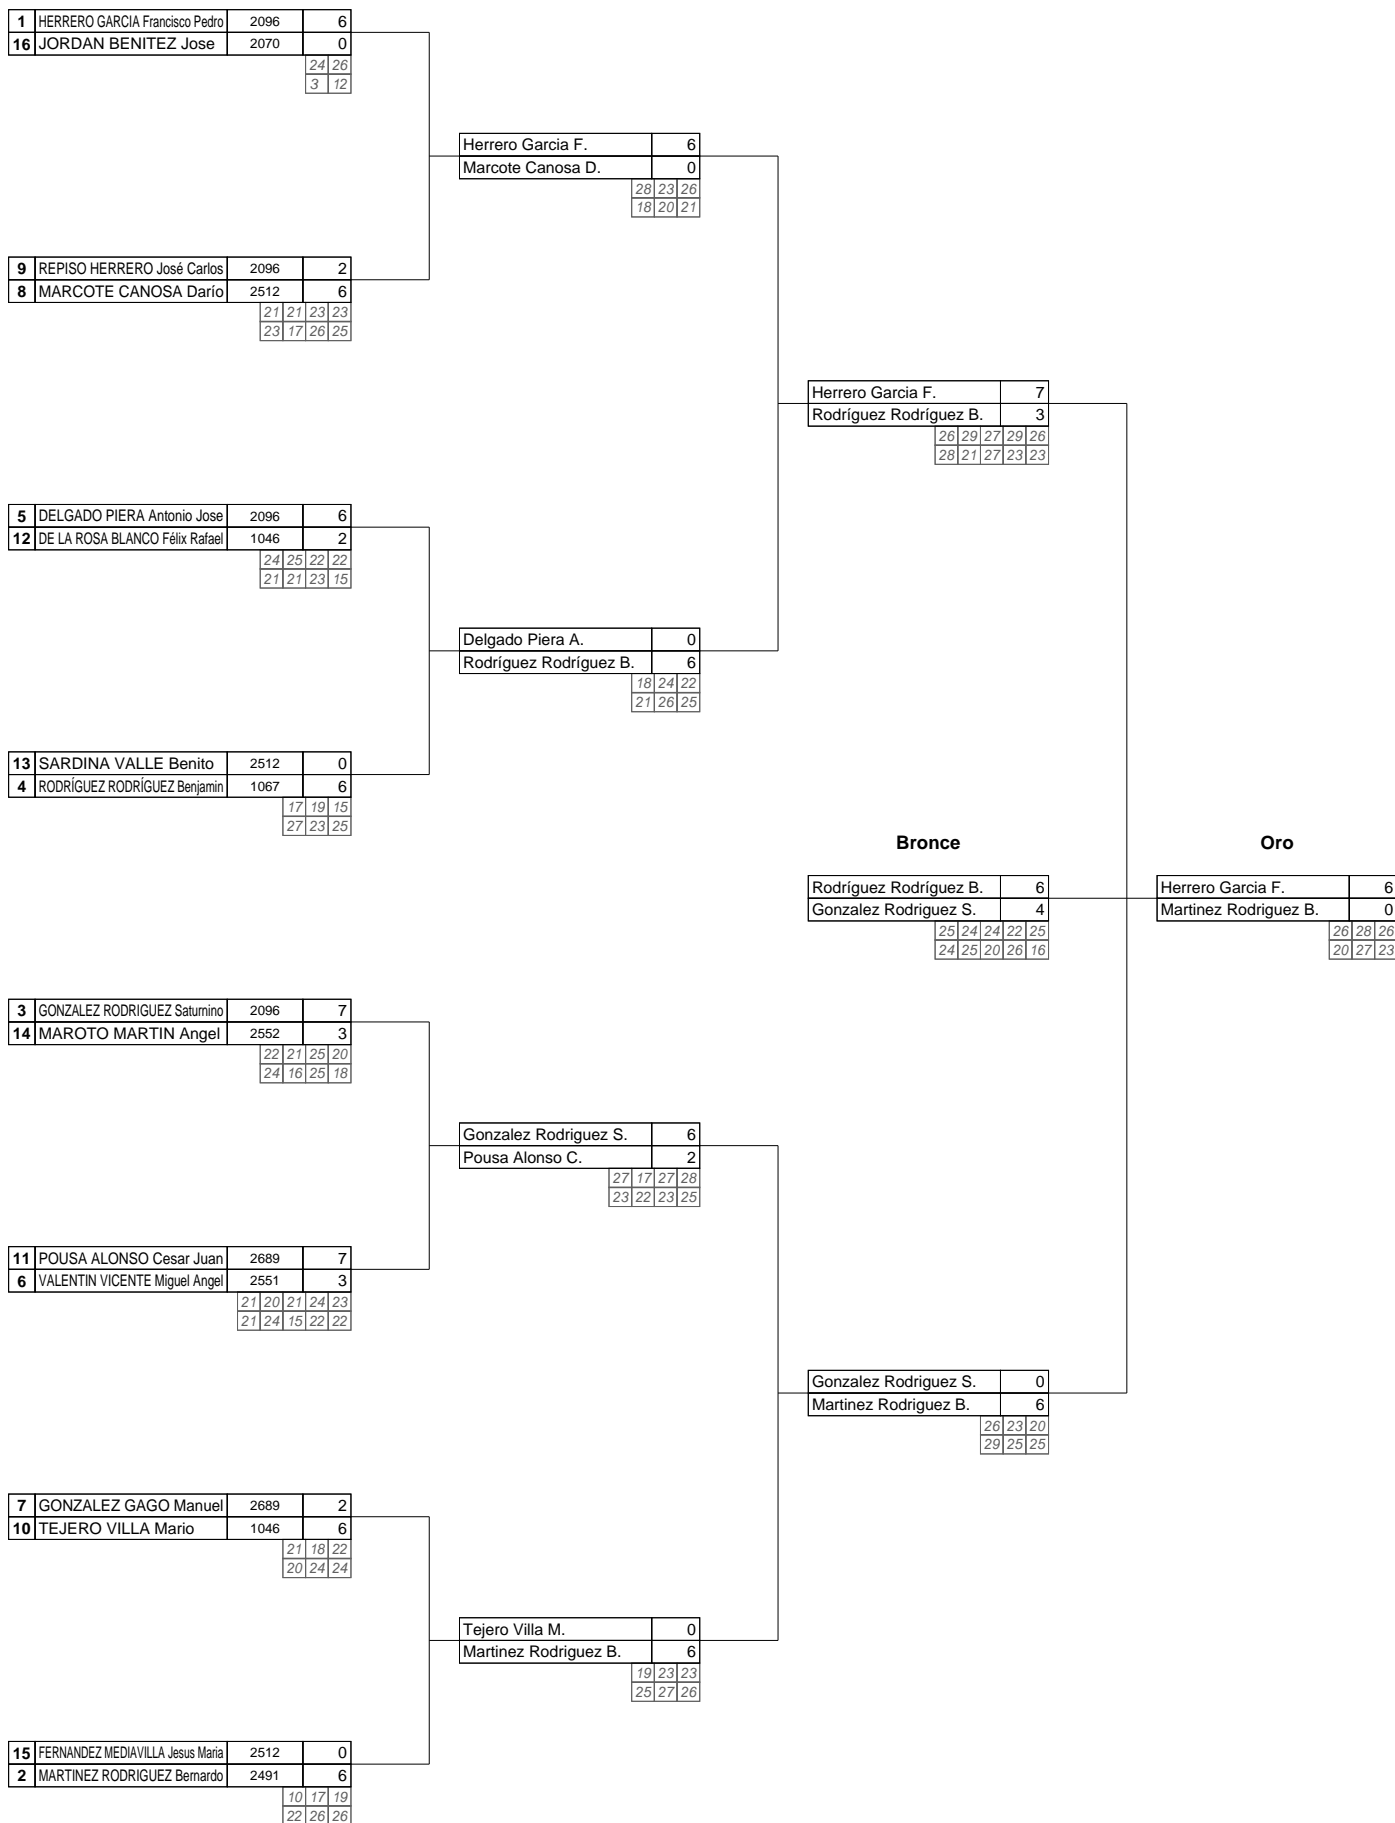 1 HERRERO GARCIA Francisco Pedro 2096 6
16 JORDAN BENITEZ Jose 2070 0
24 26
3 12
Herrero Garcia F. 6
Marcote Canosa D. 0
28 23 26
18 20 21
9 REPISO HERRERO José Carlos 2096 2
8 MARCOTE CANOSA Darío 2512 6
21 21 23 23
23 17 26 25
Herrero Garcia F. 7
Rodríguez Rodríguez B. 3
26 29 27 29 26
28 21 27 23 23
5 DELGADO PIERA Antonio Jose 2096 6
12 DE LA ROSA BLANCO Félix Rafael 1046 2
24 25 22 22
21 21 23 15
Delgado Piera A. 0
Rodríguez Rodríguez B. 6
18 24 22
21 26 25
13 SARDINA VALLE Benito 2512 0
4 RODRÍGUEZ RODRÍGUEZ Benjamin 1067 6
17 19 15
27 23 25
Bronce Oro
Rodríguez Rodríguez B. 6 Herrero Garcia F. 6
Gonzalez Rodriguez S. 4 Martinez Rodriguez B. 0
25 24 24 22 25 26 28 26
24 25 20 26 16 20 27 23
3 GONZALEZ RODRIGUEZ Saturnino 2096 7
14 MAROTO MARTIN Angel 2552 3
22 21 25 20
24 16 25 18
Gonzalez Rodriguez S. 6
Pousa Alonso C. 2
27 17 27 28
23 22 23 25
11 POUSA ALONSO Cesar Juan 2689 7
6 VALENTIN VICENTE Miguel Angel 2551 3
21 20 21 24 23
21 24 15 22 22
Gonzalez Rodriguez S. 0
Martinez Rodriguez B. 6
26 23 20
29 25 25
7 GONZALEZ GAGO Manuel 2689 2
10 TEJERO VILLA Mario 1046 6
21 18 22
20 24 24
Tejero Villa M. 0
Martinez Rodriguez B. 6
19 23 23
25 27 26
15 FERNANDEZ MEDIAVILLA Jesus Maria 2512 0
2 MARTINEZ RODRIGUEZ Bernardo 2491 6
10 17 19
22 26 26